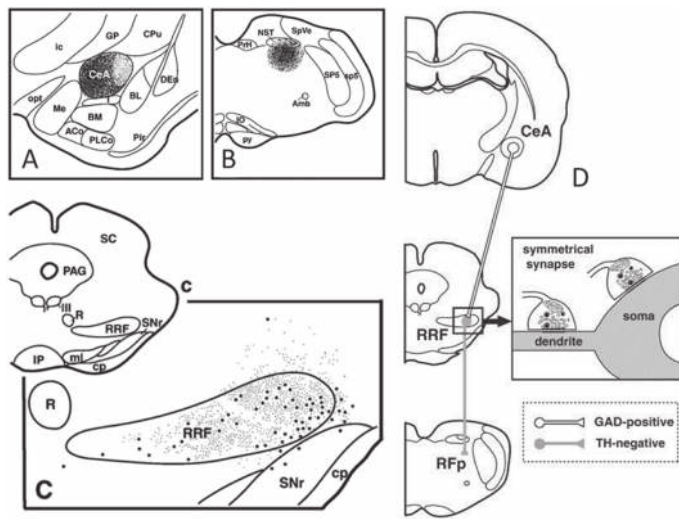 ic
GP
CPu
CeA
DEn
opt
Me
BL
I
BM
ACo
PLCo
Pir
A
NST
SpVe
PrH
SP5
sp5
Amb
IO
py
B
CeA
D
SC
PAG
III
R
RRF
SNr
IP
ml
cp
c
R
RRF
SNr
cp
C
RRF
symmetrical
synapse
soma
dendrite
RFp
GAD-positive
TH-negative